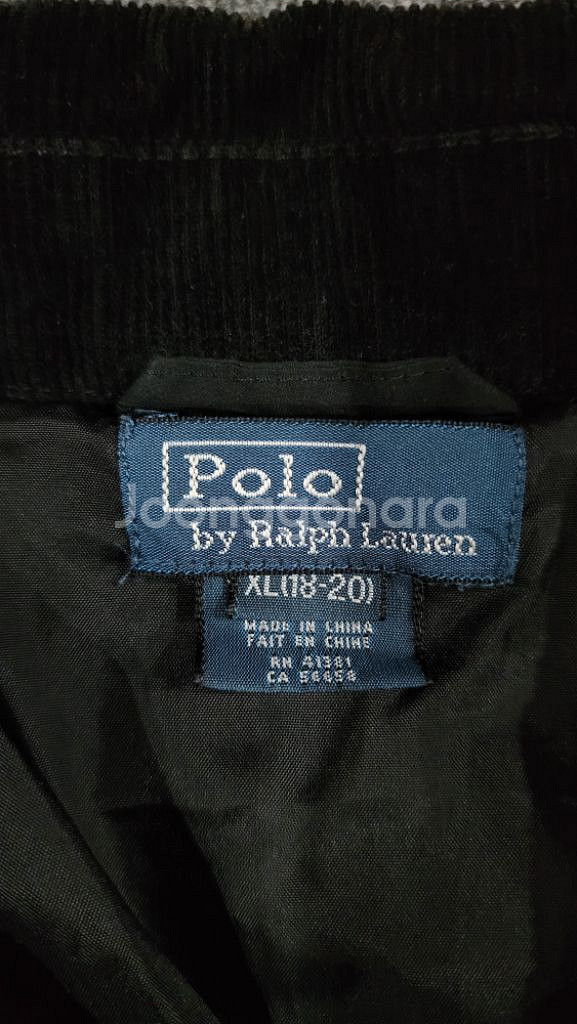 Polo
by Ralph Lauren
XL(18-20)
MADE IN CHINA
FAIT EN CHINE
RN 41381
CA 56658